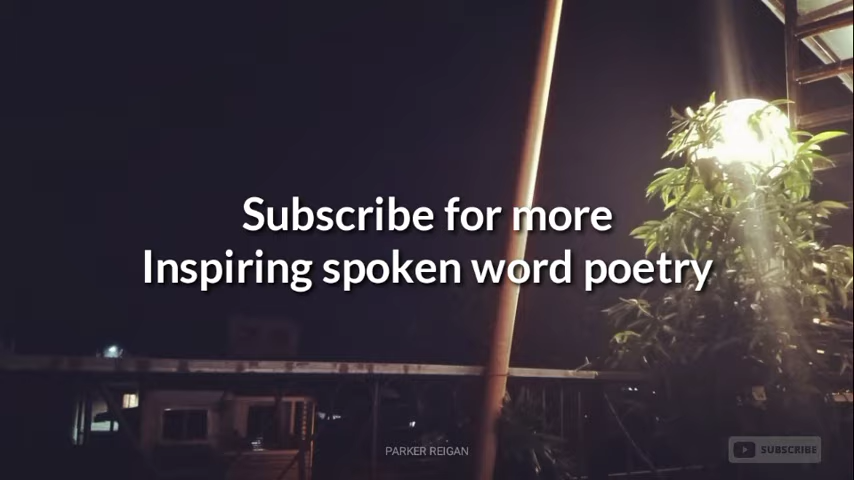 Subscribe for more
Inspiring spoken word poetry
PARKER REIGAN
SUBSCRIBE